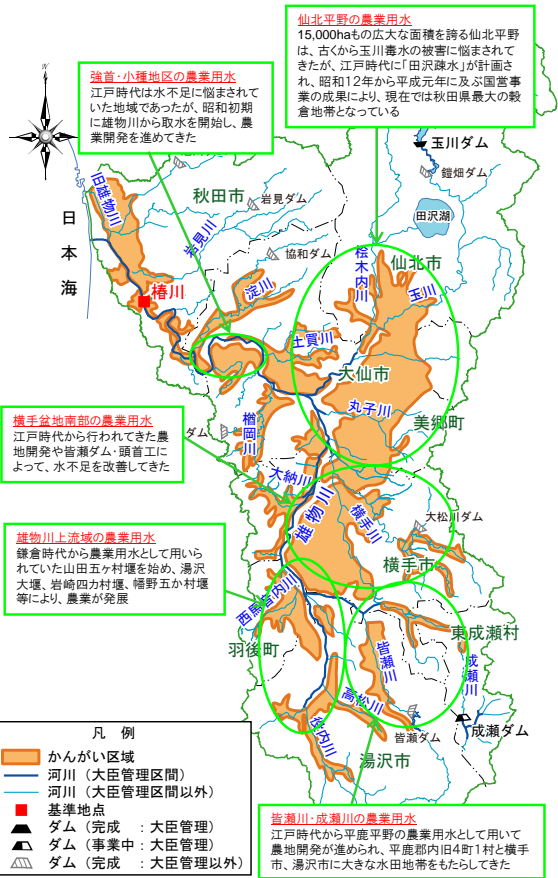 仙北平野の農業用水
15,000haもの広大な面積を誇る仙北平野
は、古くから玉川毒水の被害に悩まされて
きたが、江戸時代に「田沢疎水」が計画さ
れ、昭和12年から平成元年に及ぶ国営事
業の成果により、現在では秋田県最大の穀
倉地帯となっている
強首・小種地区の農業用水
江戸時代は水不足に悩まされて
いた地域であったが、昭和初期
に雄物川から取水を開始し、農
業開発を進めてきた
玉川ダム
鎧畑ダム
田沢湖
秋田市
岩見ダム
旧雄物川
岩見川
日本海
協和ダム
桧木内川
仙北市
椿川
淀川
玉川
土買川
大仙市
丸子川
美郷町
横手盆地南部の農業用水
江戸時代から行われてきた農
地開発や皆瀬ダム・頭首工に
よって、水不足を改善してきた
ダム
楢岡川
大納川
雄物川
横手川
大松川ダム
横手市
雄物川上流域の農業用水
鎌倉時代から農業用水として用いら
れていた山田五ヶ村堰を始め、湯沢
大堰、岩崎四カ村堰、幡野五か村堰
等により、農業が発展
西馬音内川
羽後町
東成瀬村
皆瀬川
成瀬川
高松川
皆瀬ダム
成瀬ダム
役内川
湯沢市
凡 例
かんがい区域
河川(大臣管理区間)
河川(大臣管理区間以外)
基準地点
ダム(完成 :大臣管理)
ダム(事業中:大臣管理)
ダム(完成 :大臣管理以外)
皆瀬川・成瀬川の農業用水
江戸時代から平鹿平野の農業用水として用いて
農地開発が進められ、平鹿郡内旧4町1村と横手
市、湯沢市に大きな水田地帯をもたらしてきた